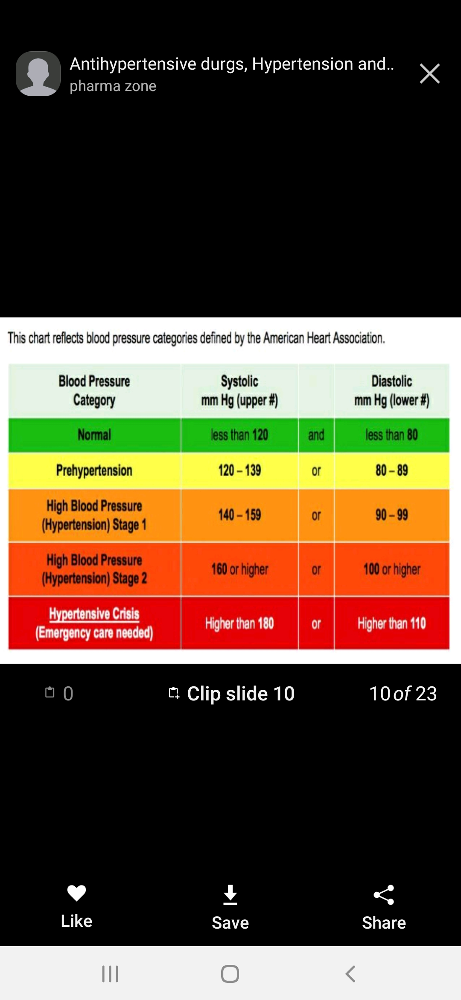 Antihypertensive durgs, Hypertension and..
pharma zone
This chart reflects blood pressure categories defined by the American Heart Association.
Blood Pressure Category Systolic mm Hg (upper #) Diastolic mm Hg (lower #)
Normal less than 120 and less than 80
Prehypertension 120 – 139 or 80 – 89
High Blood Pressure (Hypertension) Stage 1 140 – 159 or 90 – 99
High Blood Pressure (Hypertension) Stage 2 160 or higher or 100 or higher
Hypertensive Crisis (Emergency care needed) Higher than 180 or Higher than 110
0 Clip slide 10 10 of 23
Like Save Share